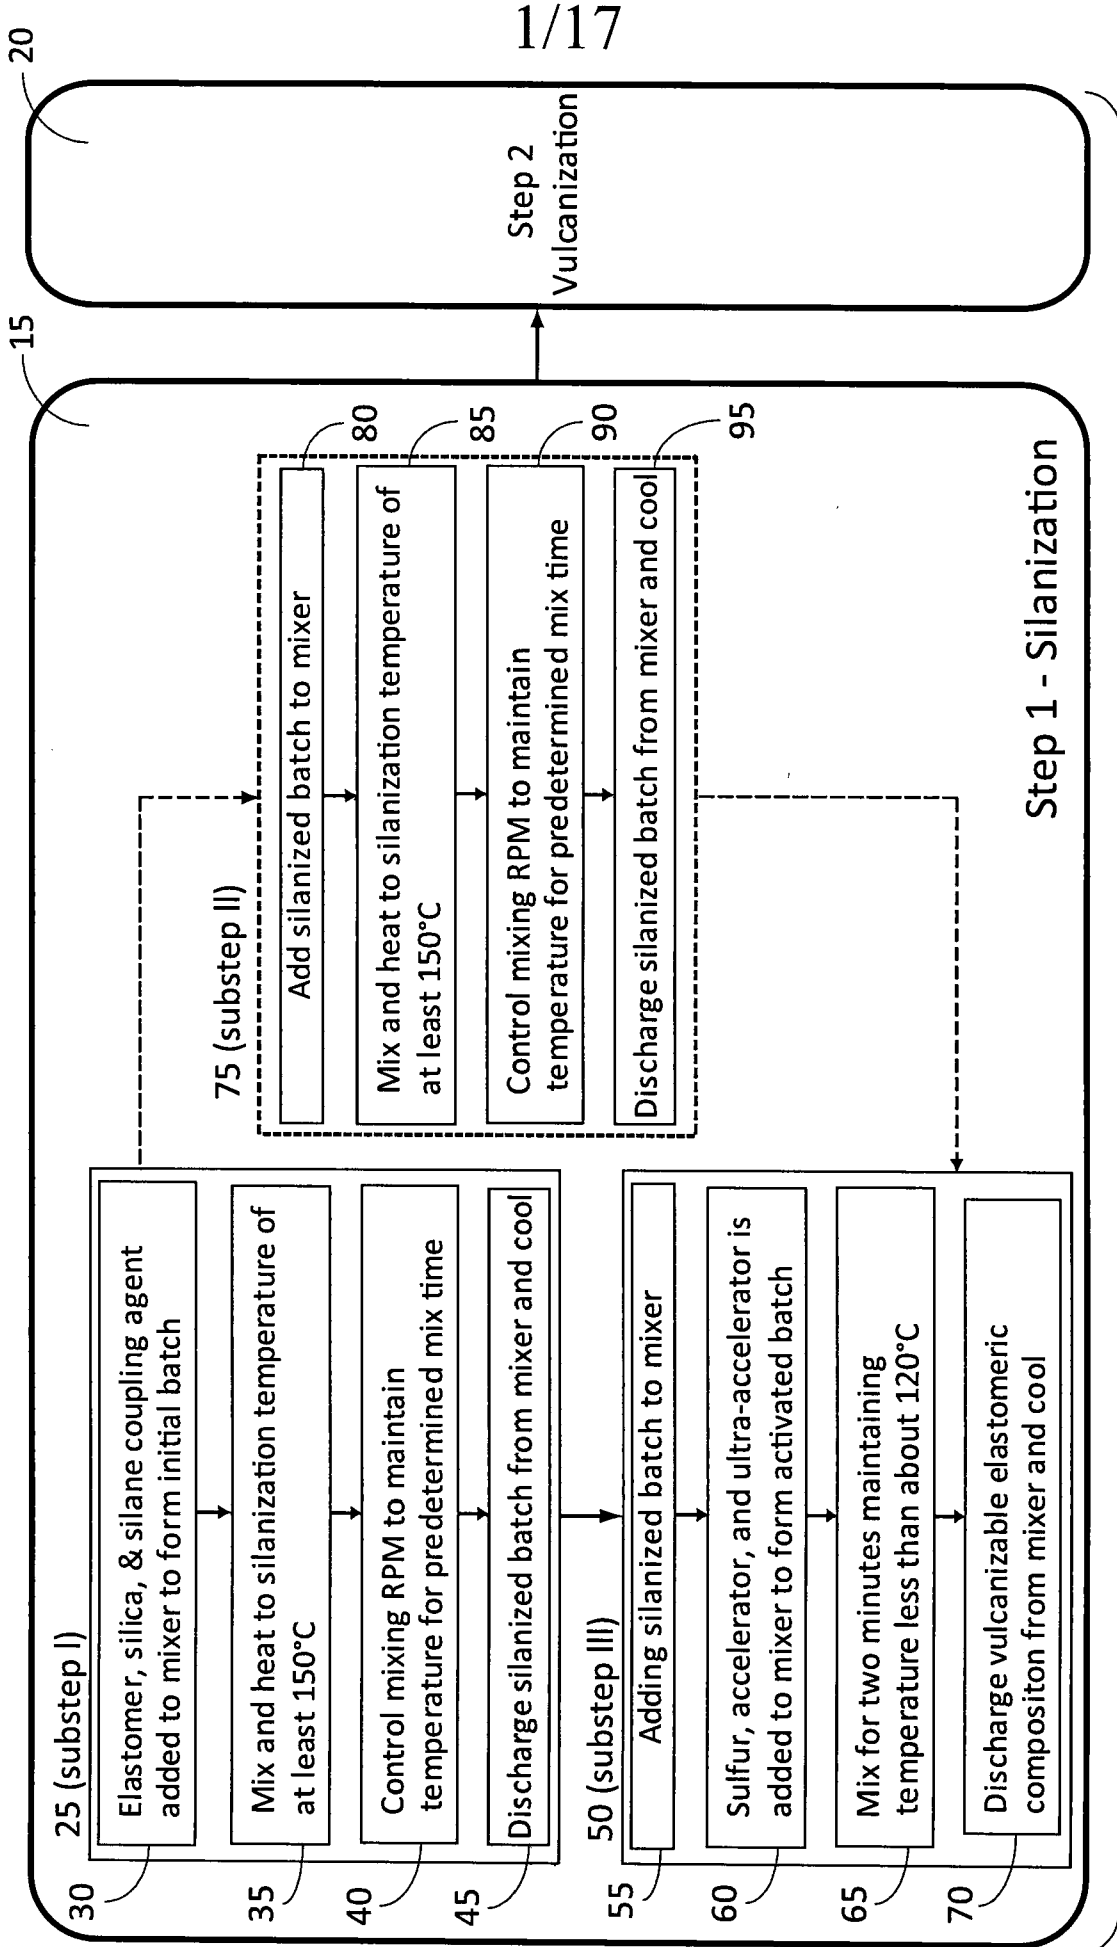 1/17
15
20
25 (substep I)
30
Elastomer, silica, & silane coupling agent
added to mixer to form initial batch
35
Mix and heat to silanization temperature of
at least 150°C
40
Control mixing RPM to maintain
temperature for predetermined mix time
45
Discharge silanized batch from mixer and cool
50 (substep III)
55
Adding silanized batch to mixer
60
Sulfur, accelerator, and ultra-accelerator is
added to mixer to form activated batch
65
Mix for two minutes maintaining
temperature less than about 120°C
70
Discharge vulcanizable elastomeric
compositon from mixer and cool
75 (substep II)
Add silanized batch to mixer
80
Mix and heat to silanization temperature of
at least 150°C
85
Control mixing RPM to maintain
temperature for predetermined mix time
90
Discharge silanized batch from mixer and cool
95
Step 1 - Silanization
Step 2
Vulcanization